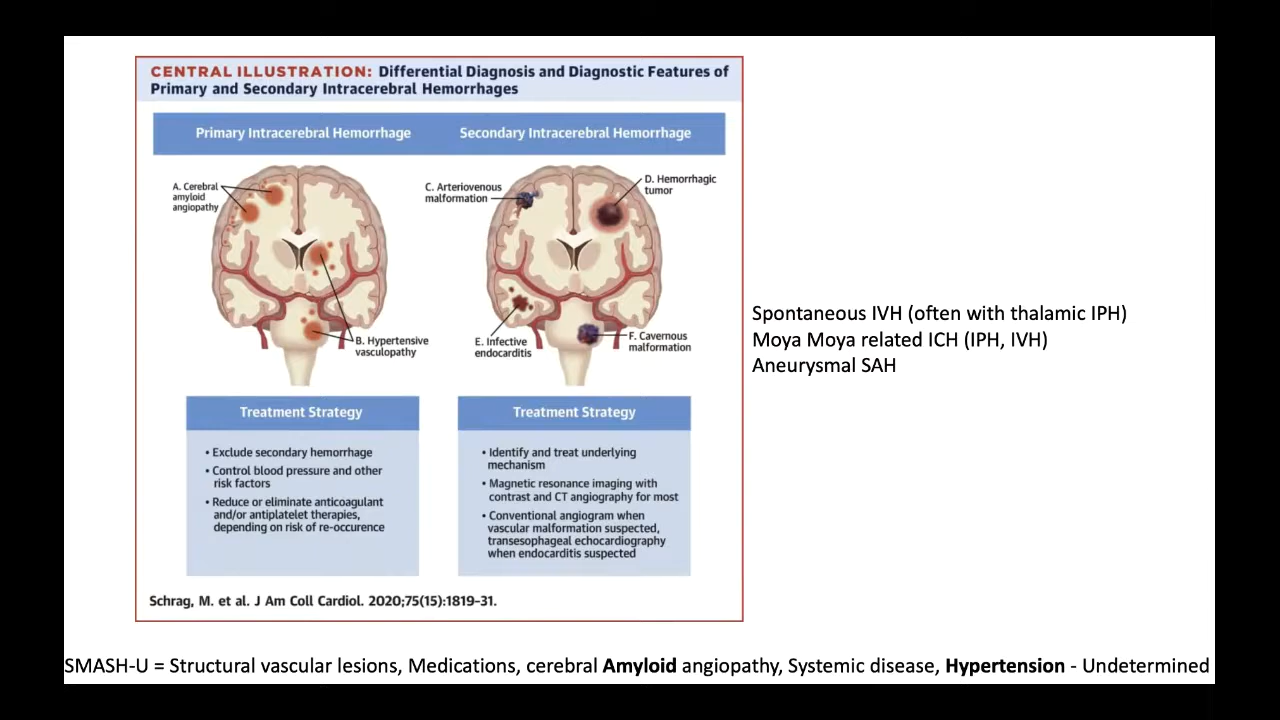 CENTRAL ILLUSTRATION: Differential Diagnosis and Diagnostic Features of
Primary and Secondary Intracerebral Hemorrhages
Primary Intracerebral Hemorrhage
Secondary Intracerebral Hemorrhage
A. Cerebral
amyloid
angiopathy
B. Hypertensive
vasculopathy
C. Arteriovenous
malformation
D. Hemorrhagic
tumor
E. Infective
endocarditis
F. Cavernous
malformation
Treatment Strategy
• Exclude secondary hemorrhage
• Control blood pressure and other
risk factors
• Reduce or eliminate anticoagulant
and/or antiplatelet therapies,
depending on risk of re-occurence
Treatment Strategy
• Identify and treat underlying
mechanism
• Magnetic resonance imaging with
contrast and CT angiography for most
• Conventional angiogram when
vascular malformation suspected,
transesophageal echocardiography
when endocarditis suspected
Schrag, M. et al. J Am Coll Cardiol. 2020;75(15):1819-31.
Spontaneous IVH (often with thalamic IPH)
Moya Moya related ICH (IPH, IVH)
Aneurysmal SAH
SMASH-U = Structural vascular lesions, Medications, cerebral Amyloid angiopathy, Systemic disease, Hypertension - Undetermined